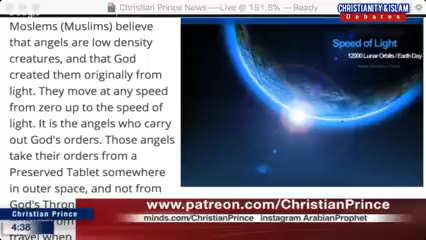 Christian Prince News—Live @ 151.5% —Ready
CHRISTIANITY & ISLAM
Debates
Moslems (Muslims) believe
that angels are low density
creatures, and that God
created them originally from
light. They move at any speed
from zero up to the speed of
light. It is the angels who carry
out God's orders. Those angels
take their orders from a
Preserved Tablet somewhere
in outer space, and not from
God's Thron
travel when
Speed of Light
12000 Lunar Orbits / Earth Day
Christian Prince
4:38
www.patreon.com/ChristianPrince
minds.com/ChristianPrince instagram ArabianProphet